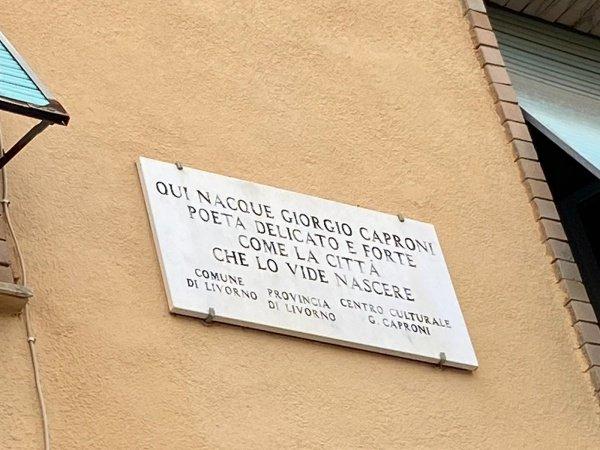 QUI NACQUE GIORGIO CAPRONI
POETA DELICATO E FORTE
COME LA CITTÀ
CHE LO VIDE NASCERE
COMUNE
DI LIVORNO
PROVINCIA
DI LIVORNO
CENTRO CULTURALE
G. CAPRONI